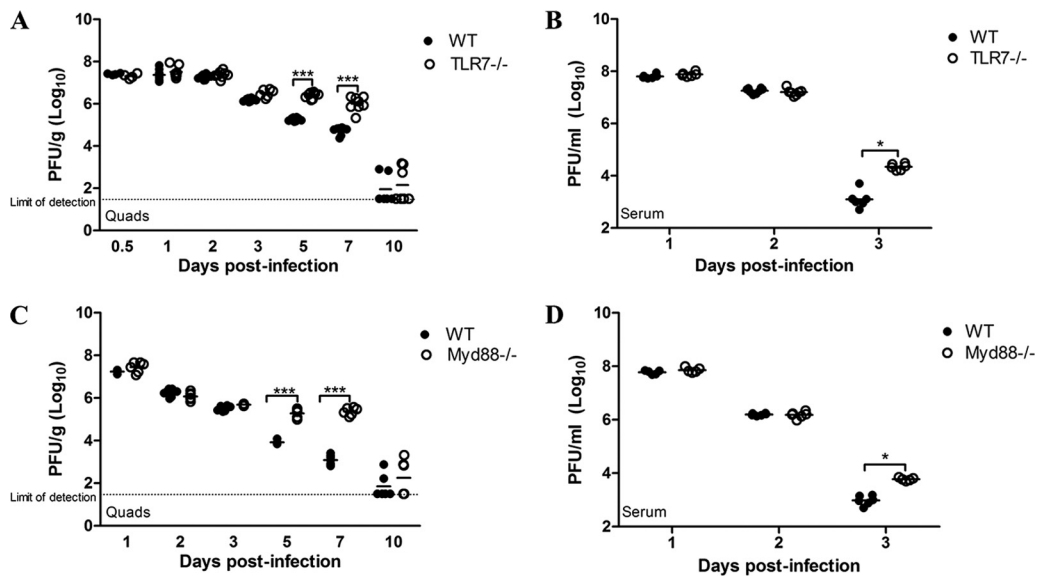 A
PFU/g (Log10)
10
8
6
4
2
0
Limit of detection
Quads
*** ***
WT
TLR7-/-
0.5 1 2 3 5 7 10
Days post-infection
B
PFU/ml (Log10)
10
8
6
4
2
Serum
*
WT
TLR7-/-
1 2 3
Days post-infection
C
PFU/g (Log10)
10
8
6
4
2
0
Limit of detection
Quads
*** ***
WT
Myd88-/-
1 2 3 5 7 10
Days post-infection
D
PFU/ml (Log10)
10
8
6
4
2
Serum
*
WT
Myd88-/-
1 2 3
Days post-infection